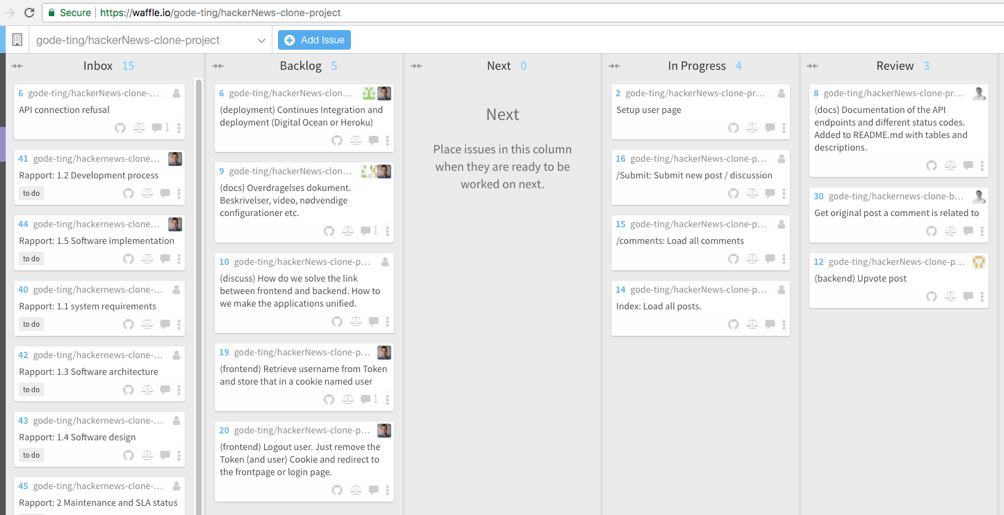 Secure https://waffle.io/gode-ting/hackerNews-clone-project
gode-ting/hackerNews-clone-project
Add Issue
Inbox 15
6 gode-ting/hackerNews-clone-...
API connection refusal
1
41 gode-ting/hackernews-clone...
Rapport: 1.2 Development process
to do
44 gode-ting/hackernews-clone...
Rapport: 1.5 Software implementation
to do
40 gode-ting/hackernews-clone-...
Rapport: 1.1 system requirements
to do
42 gode-ting/hackernews-clone-...
Rapport: 1.3 Software architecture
to do
43 gode-ting/hackernews-clone-...
Rapport: 1.4 Software design
to do
45 gode-ting/hackernews-clone-...
Rapport: 2 Maintenance and SLA status
Backlog 5
6 gode-ting/hackerNews-clo...
(deployment) Continues Integration and
deployment (Digital Ocean or Heroku)
9 gode-ting/hackerNews-clo...
(docs) Overdragelses dokument.
Beskrivelser, video, nødvendige
configurationer etc.
1
10 gode-ting/hackerNews-clone-p...
(discuss) How do we solve the link
between frontend and backend. How to
we make the applications unified.
19 gode-ting/hackerNews-clone-p...
(frontend) Retrieve username from Token
and store that in a cookie named user
1
20 gode-ting/hackerNews-clone-p...
(frontend) Logout user. Just remove the
Token (and user) Cookie and redirect to
the frontpage or login page.
Next 0
Next
Place issues in this column
when they are ready to be
worked on next.
In Progress 4
2 gode-ting/hackerNews-clone-pr...
Setup user page
16 gode-ting/hackerNews-clone-p...
/Submit: Submit new post / discussion
15 gode-ting/hackerNews-clone-p...
/comments: Load all comments
14 gode-ting/hackerNews-clone-p...
Index: Load all posts.
Review 3
8 gode-ting/hackerNews-clone-pr...
(docs) Documentation of the API
endpoints and different status codes.
Added to README.md with tables and
descriptions.
30 gode-ting/hackernews-clone-b...
Get original post a comment is related to
12 gode-ting/hackerNews-clone-p...
(backend) Upvote post